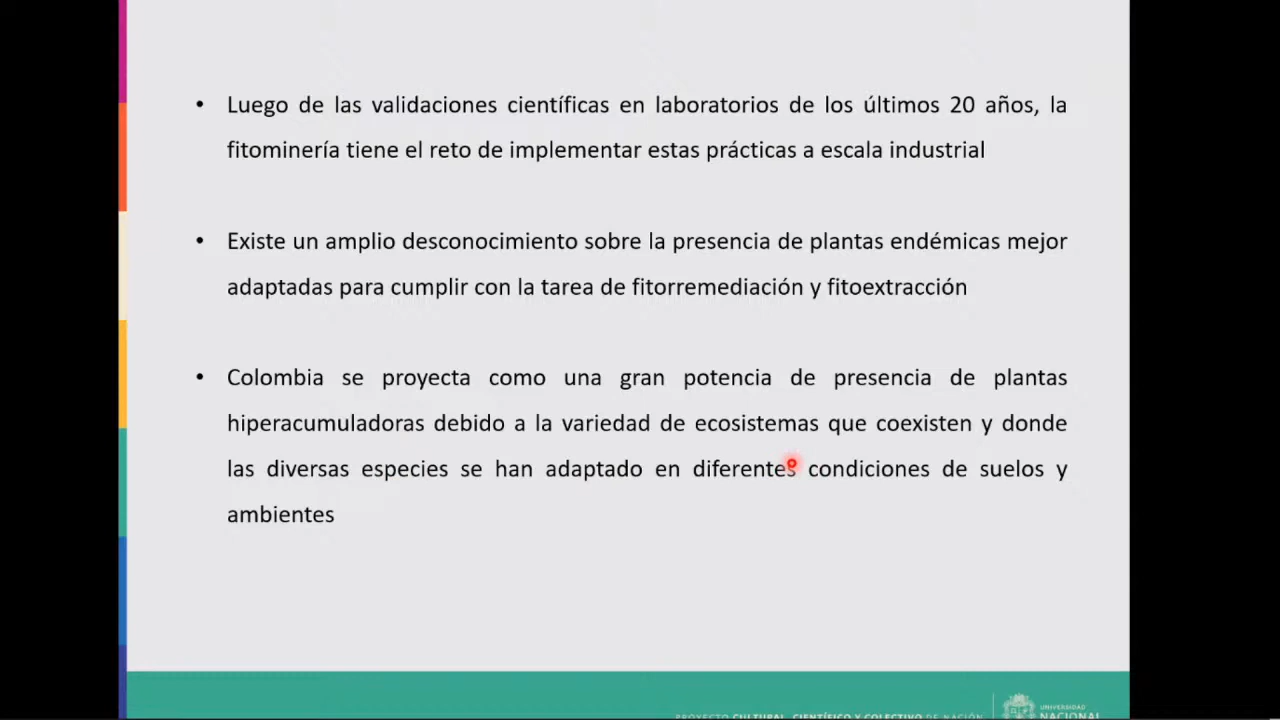 • Luego de las validaciones científicas en laboratorios de los últimos 20 años, la
fitominería tiene el reto de implementar estas prácticas a escala industrial
• Existe un amplio desconocimiento sobre la presencia de plantas endémicas mejor
adaptadas para cumplir con la tarea de fitorremediación y fitoextracción
• Colombia se proyecta como una gran potencia de presencia de plantas
hiperacumuladoras debido a la variedad de ecosistemas que coexisten y donde
las diversas especies se han adaptado en diferentes condiciones de suelos y
ambientes
PROYECTO CULTURAL, CIENTÍFICO Y COLECTIVO DE NACIÓN
UNIVERSIDAD
NACIONAL